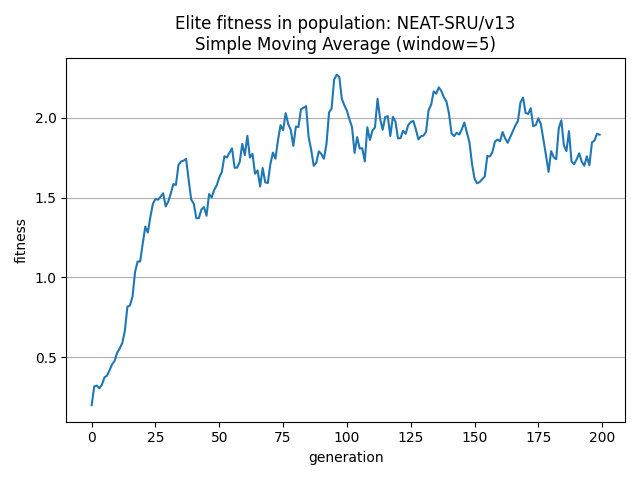 Elite fitness in population: NEAT-SRU/v13
Simple Moving Average (window=5)
2.0
1.5
1.0
0.5
fitness
0 25 50 75 100 125 150 175 200
generation